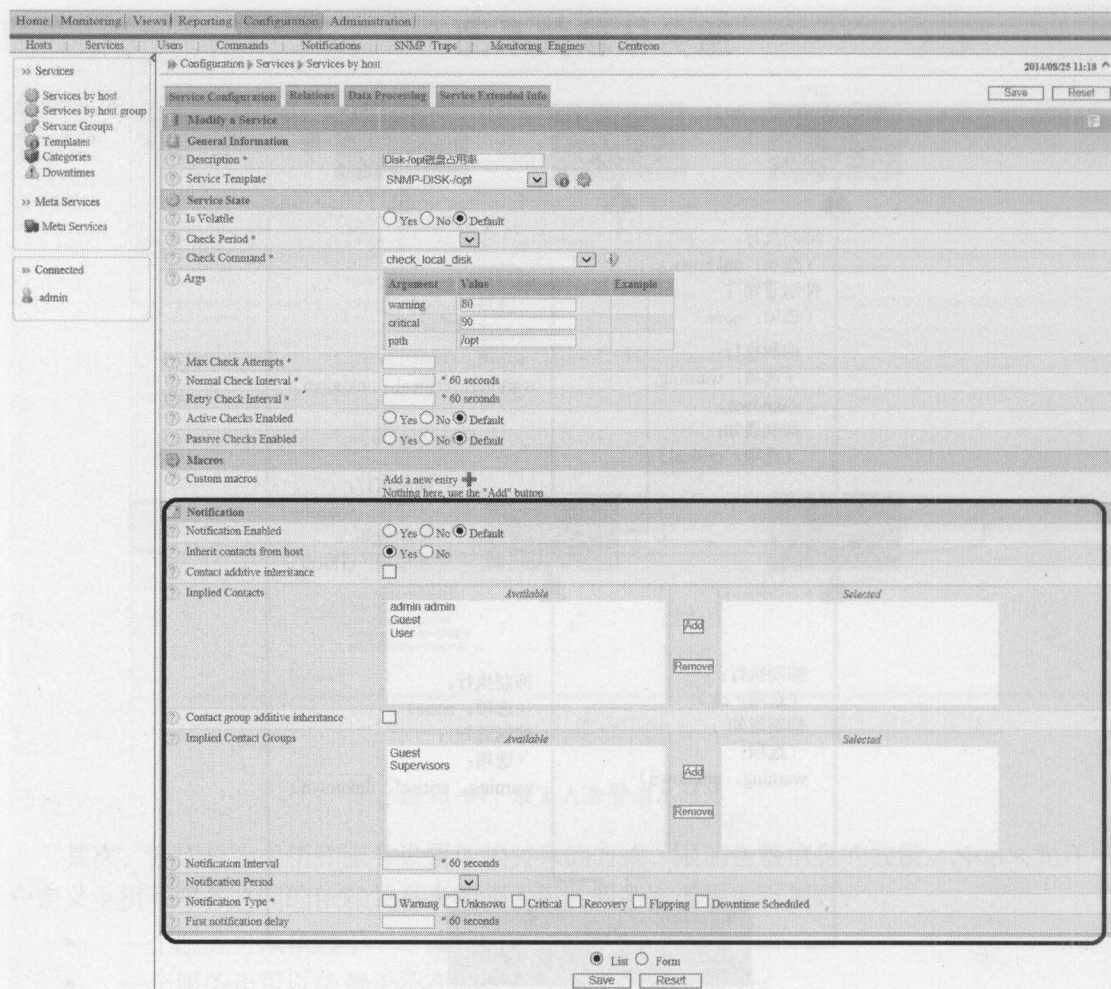 Home| Monitoring| Views| Reporting| Configuration| Administration|
Hosts | Services | Users | Commands | Notifications | SNMP Traps | Monitoring Engines | Centreon
Configuration Services Services by host
2014/08/25 11:18
Services
Services by host
Services by host group
Service Groups
Templates
Categories
Downtimes
Meta Services
Meta Services
Connected
admin
Service Configuration Relations Data Processing Service Extended Info
Save Reset
Modify a Service
General Information
Description * Disk-/opt磁盘占用率
Service Template SNMP-DISK-/opt
Service State
Is Volatile Yes No Default
Check Period *
Check Command * check_local_disk
Args Argument Value Example
warning 80
critical 90
path /opt
Max Check Attempts *
Normal Check Interval * * 60 seconds
Retry Check Interval * * 60 seconds
Active Checks Enabled Yes No Default
Passive Checks Enabled Yes No Default
Macros
Custom macros Add a new entry
Nothing here, use the "Add" button
Notification
Notification Enabled Yes No Default
Inherit contacts from host Yes No
Contact additive inheritance
Implied Contacts Available Selected
admin admin
Guest
User
Add
Remove
Contact group additive inheritance
Implied Contact Groups Available Selected
Guest
Supervisors
Add
Remove
Notification Interval * 60 seconds
Notification Period
Notification Type * Warning Unknown Critical Recovery Flapping Downtime Scheduled
First notification delay * 60 seconds
List Form
Save Reset